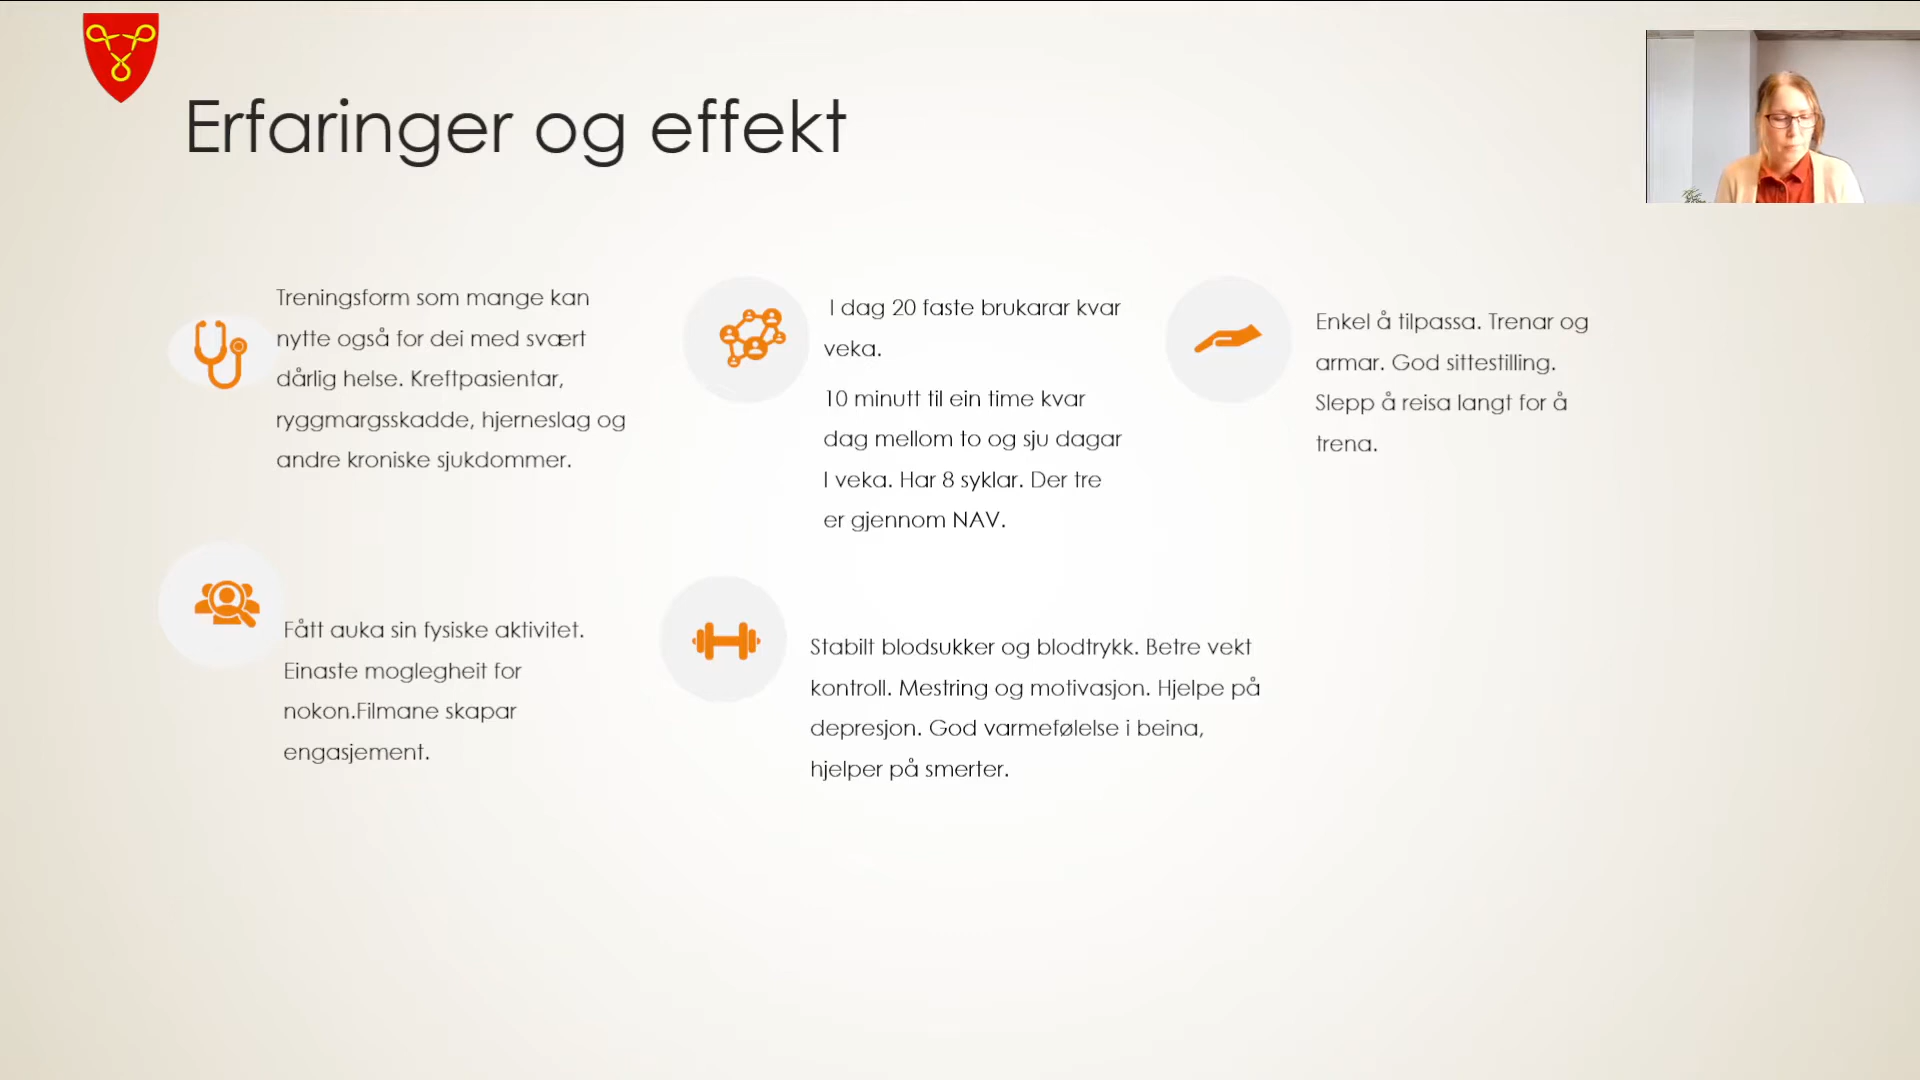 Erfaringer og effekt
Treningsform som mange kan
nytte også for dei med svært
dårlig helse. Kreftpasientar,
ryggmargsskadde, hjerneslag og
andre kroniske sjukdommer.
I dag 20 faste brukarar kvar
veka.
10 minutt til ein time kvar
dag mellom to og sju dagar
I veka. Har 8 syklar. Der tre
er gjennom NAV.
Enkel å tilpassa. Trenar og
armar. God sittestilling.
Slepp å reisa langt for å
trena.
Fått auka sin fysiske aktivitet.
Einaste moglegheit for
nokon.Filmane skapar
engasjement.
Stabilt blodsukker og blodtrykk. Betre vekt
kontroll. Mestring og motivasjon. Hjelpe på
depresjon. God varmefølelse i beina,
hjelper på smerter.